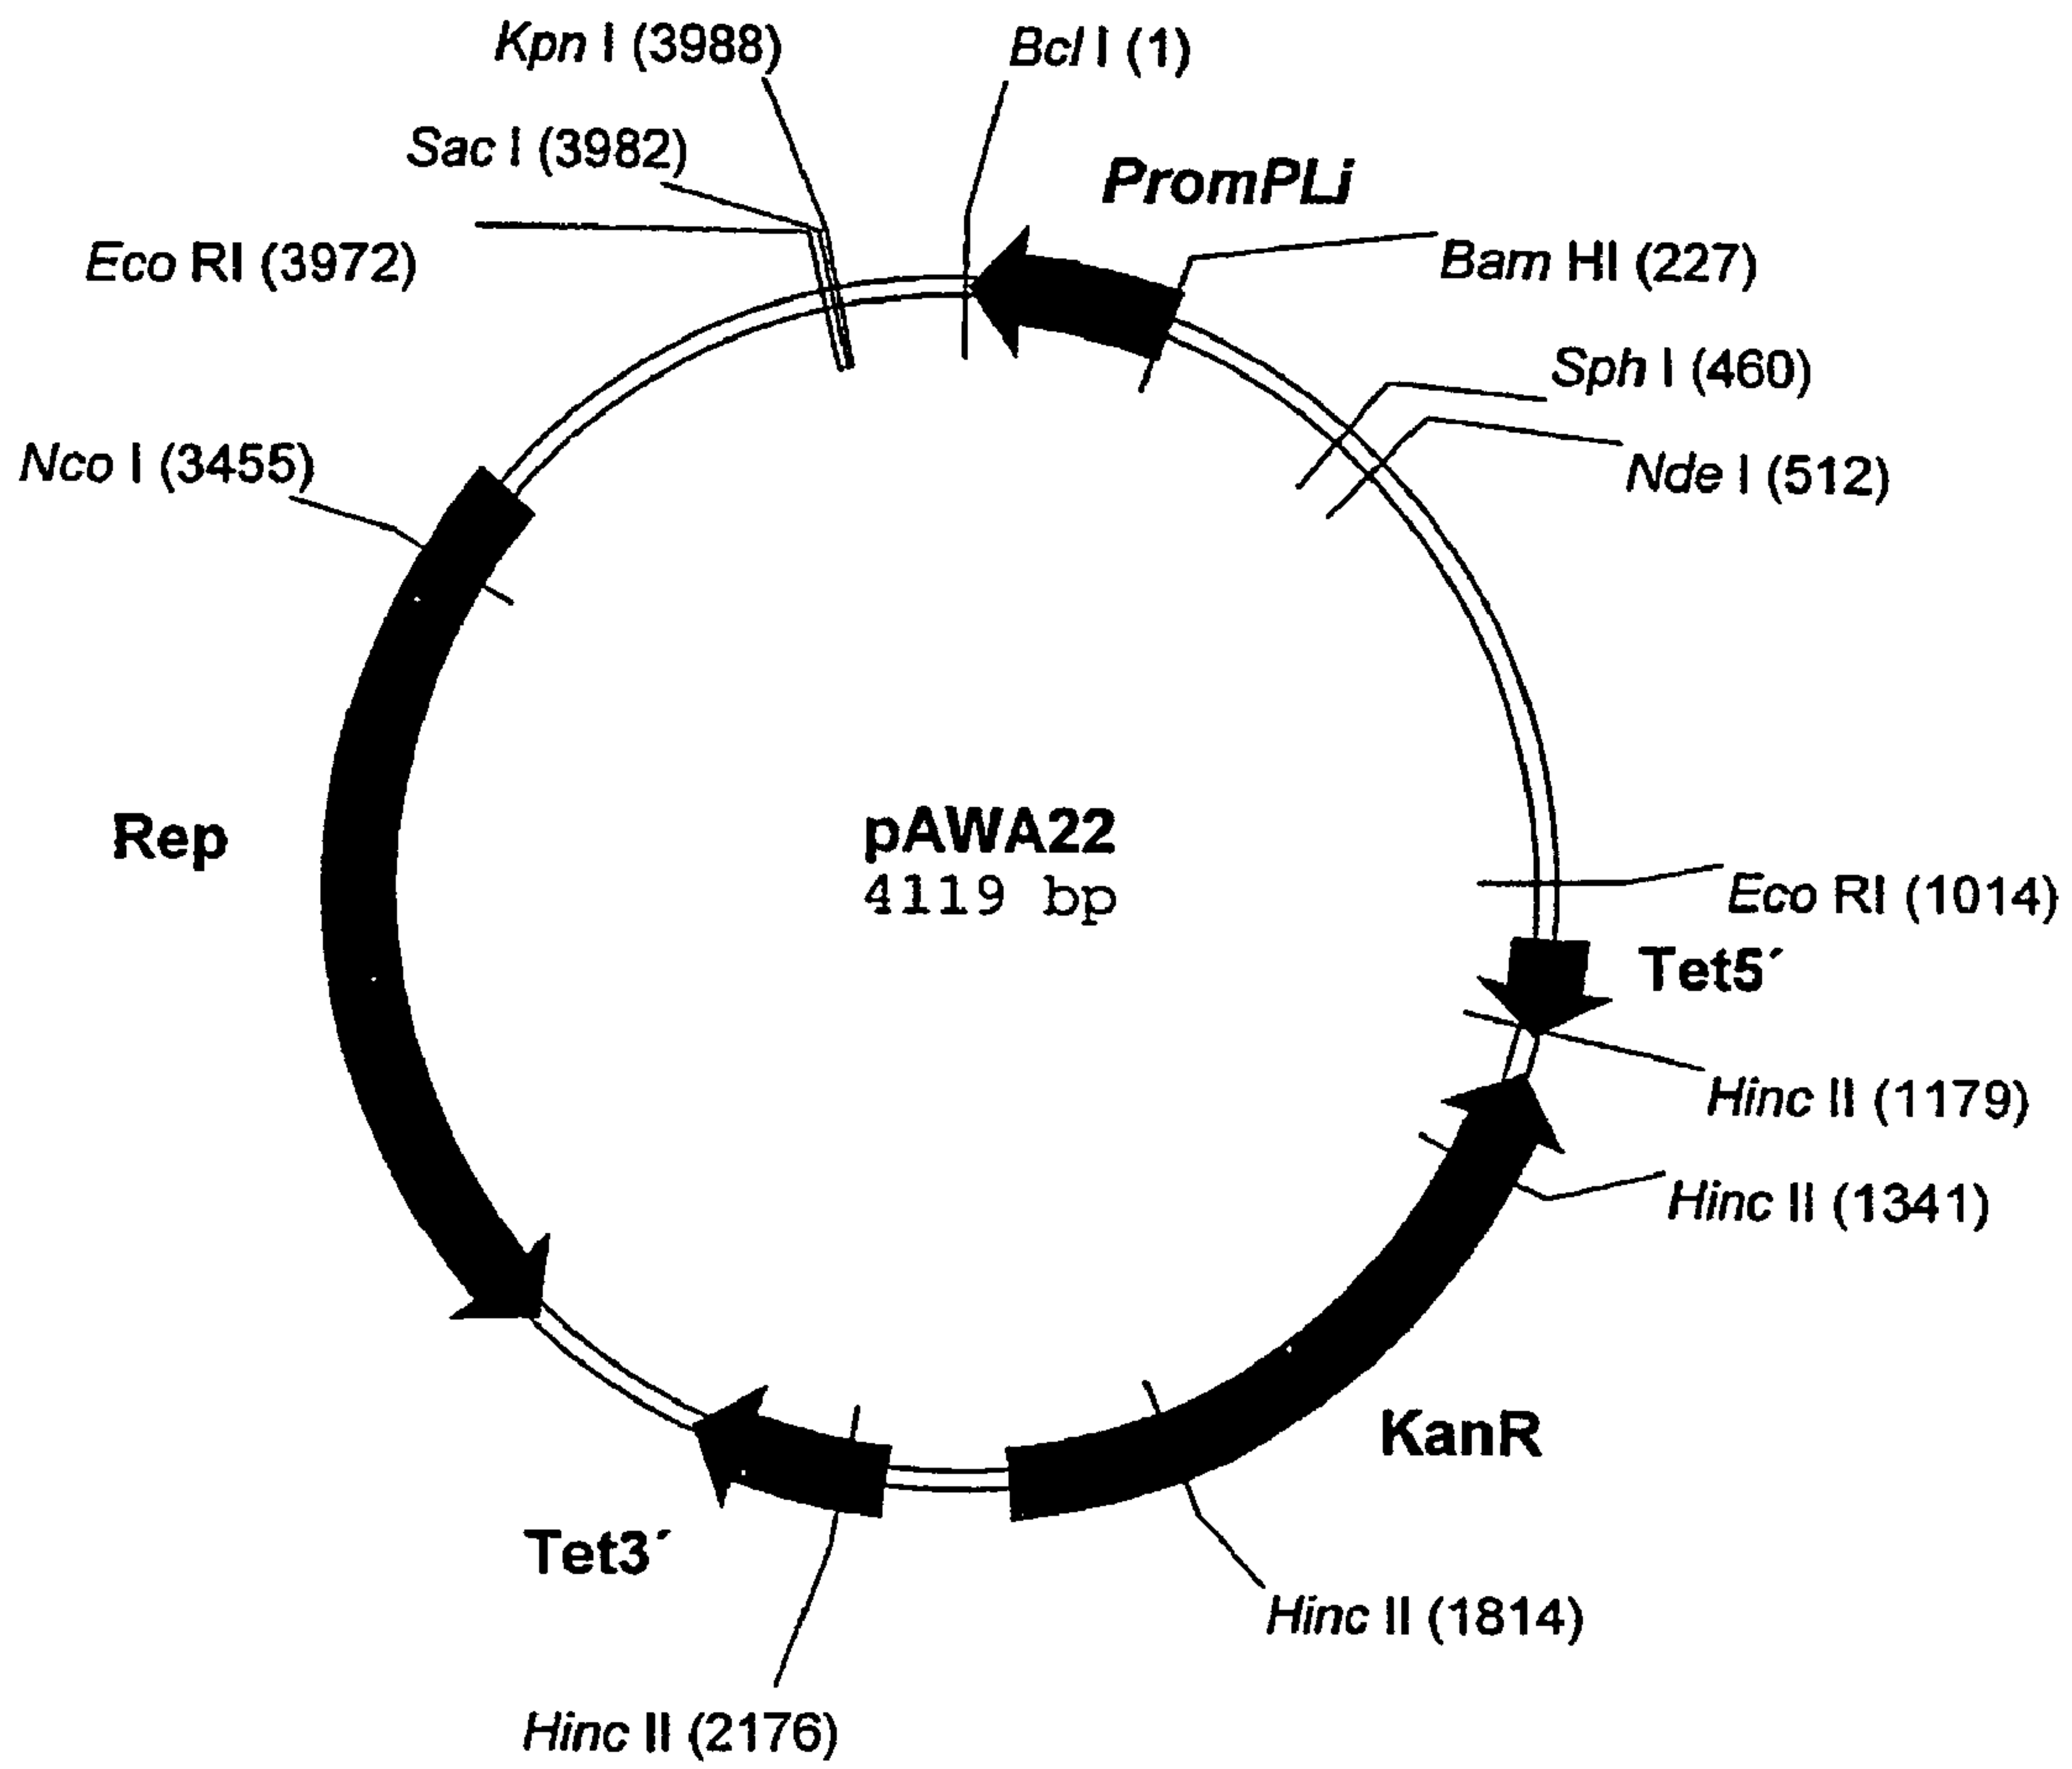 Kpn I (3988)
Bcl I (1)
Sac I (3982)
PromPLi
Eco RI (3972)
Bam HI (227)
Sph I (460)
Nco I (3455)
Nde I (512)
Rep
pAWA22
4119 bp
Eco RI (1014)
Tet5´
Hinc II (1179)
Hinc II (1341)
KanR
Tet3´
Hinc II (1814)
Hinc II (2176)